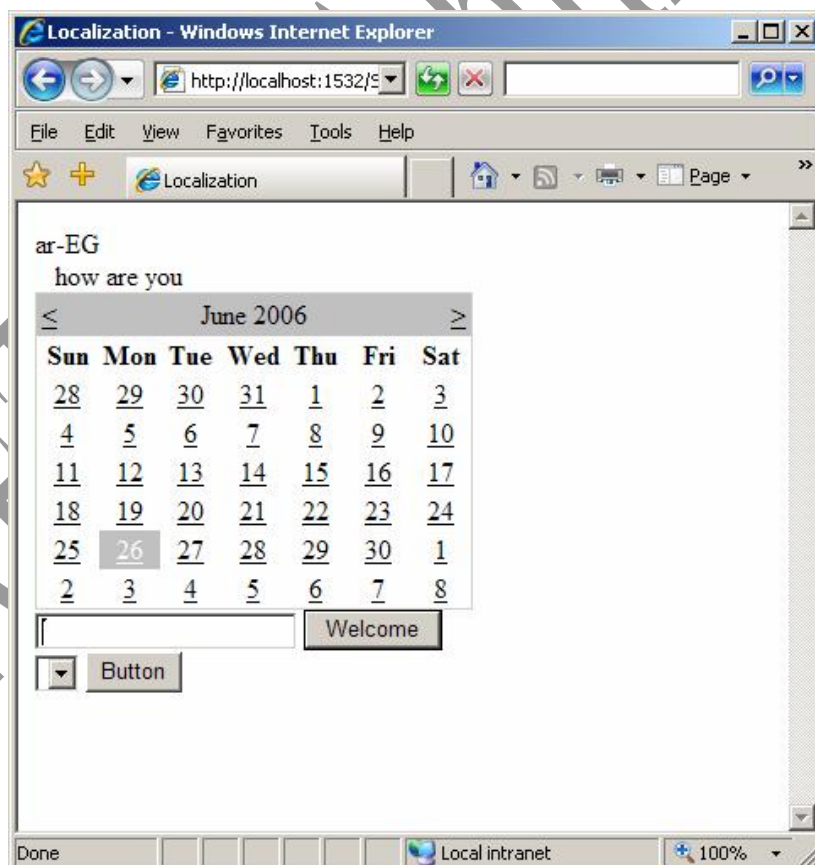 Localization - Windows Internet Explorer
http://localhost:1532/S
File Edit View Favorites Tools Help
Localization
Page
ar-EG
how are you
< June 2006 >
Sun Mon Tue Wed Thu Fri Sat
28 29 30 31 1 2 3
4 5 6 7 8 9 10
11 12 13 14 15 16 17
18 19 20 21 22 23 24
25 26 27 28 29 30 1
2 3 4 5 6 7 8
Welcome
Button
Done Local intranet 100%